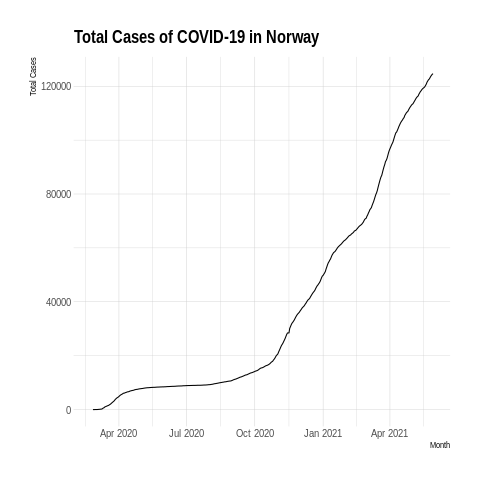 Total Cases of COVID-19 in Norway
Total Cases
120000
80000
40000
0
Apr 2020 Jul 2020 Oct 2020 Jan 2021 Apr 2021
Month